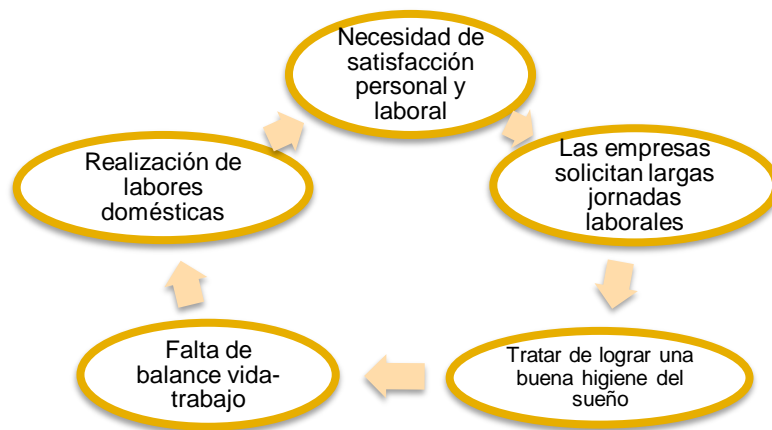 Necesidad de
satisfacción
personal y
laboral
Las empresas
solicitan largas
jornadas
laborales
Tratar de lograr una
buena higiene del
sueño
Falta de
balance vida-
trabajo
Realización de
labores
domésticas